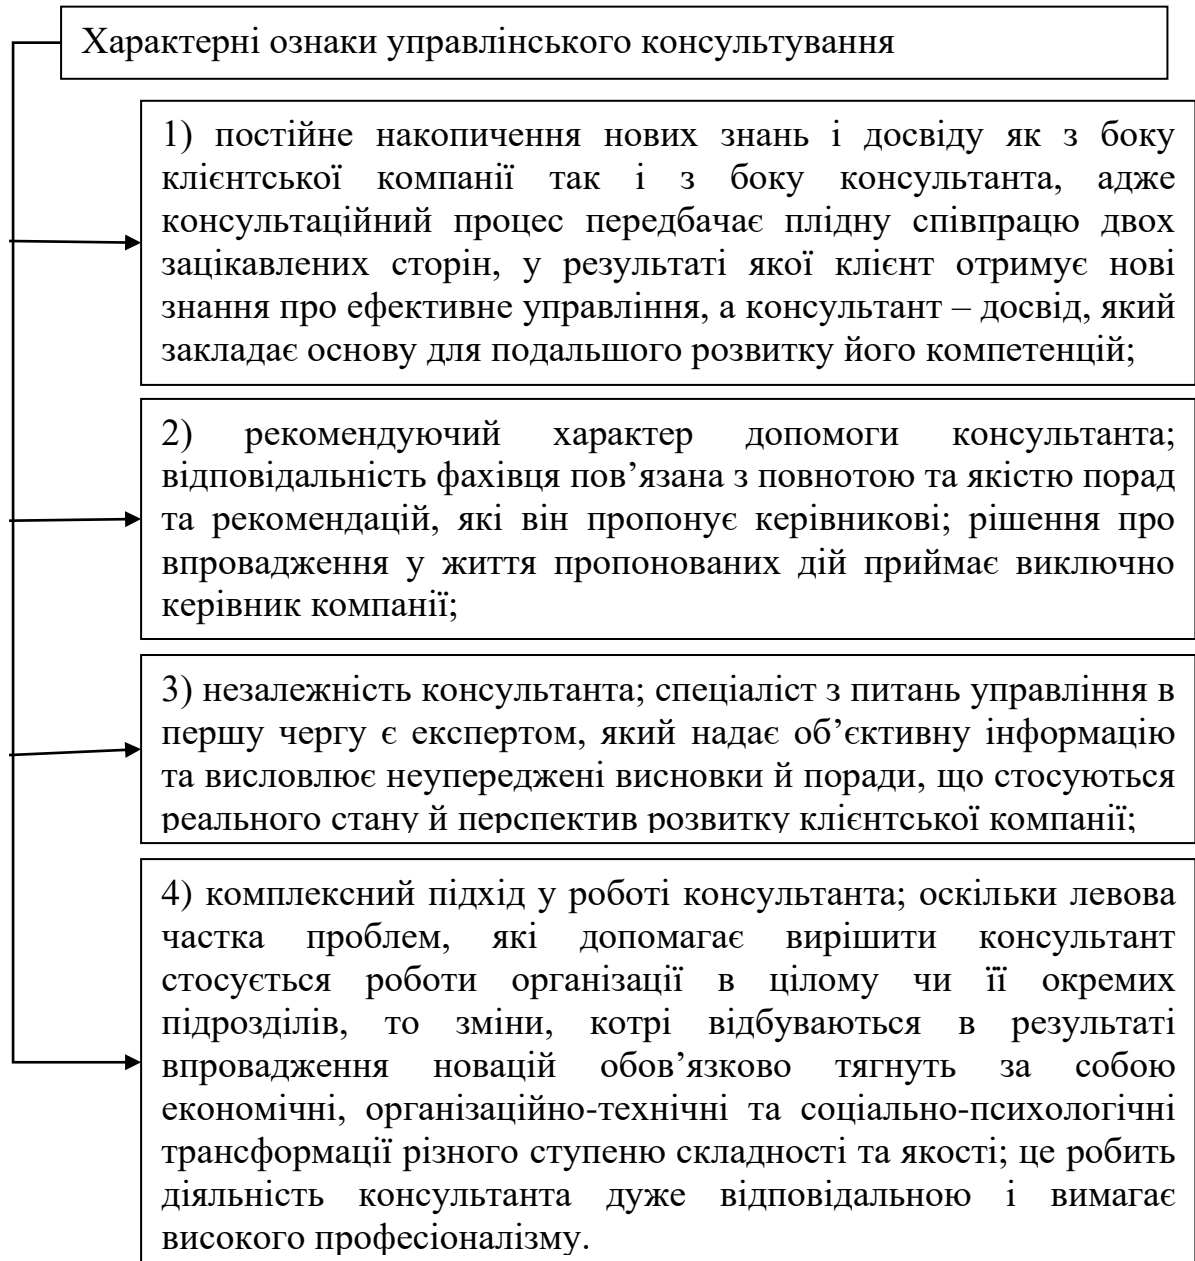 Характерні ознаки управлінського консультування
1) постійне накопичення нових знань і досвіду як з боку
клієнтської компанії так і з боку консультанта, адже
консультаційний процес передбачає плідну співпрацю двох
зацікавлених сторін, у результаті якої клієнт отримує нові
знання про ефективне управління, а консультант – досвід, який
закладає основу для подальшого розвитку його компетенцій;
2) рекомендуючий характер допомоги консультанта;
відповідальність фахівця пов’язана з повнотою та якістю порад
та рекомендацій, які він пропонує керівникові; рішення про
впровадження у життя пропонованих дій приймає виключно
керівник компанії;
3) незалежність консультанта; спеціаліст з питань управління в
першу чергу є експертом, який надає об’єктивну інформацію
та висловлює неупереджені висновки й поради, що стосуються
реального стану й перспектив розвитку клієнтської компанії;
4) комплексний підхід у роботі консультанта; оскільки левова
частка проблем, які допомагає вирішити консультант
стосується роботи організації в цілому чи її окремих
підрозділів, то зміни, котрі відбуваються в результаті
впровадження новацій обов’язково тягнуть за собою
економічні, організаційно-технічні та соціально-психологічні
трансформації різного ступеню складності та якості; це робить
діяльність консультанта дуже відповідальною і вимагає
високого професіоналізму.